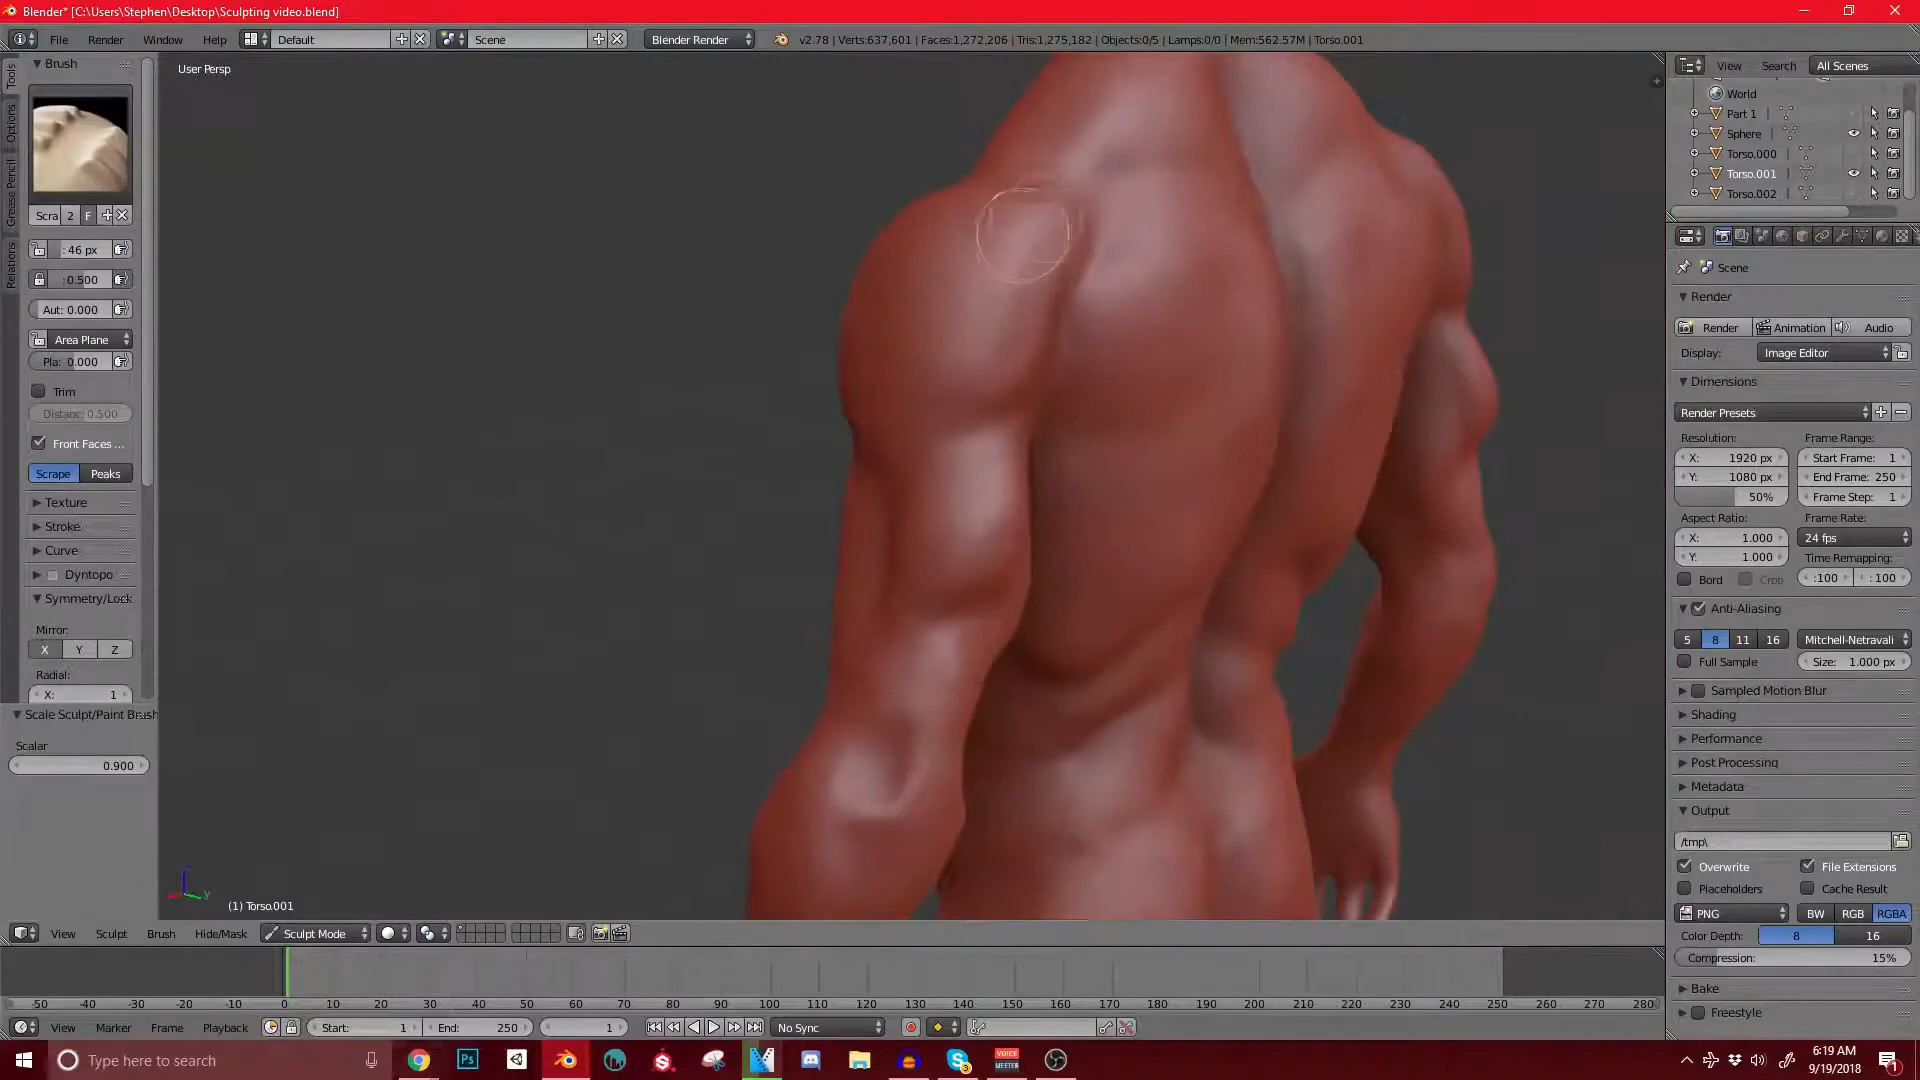 Blender* [C:\Users\Stephen\Desktop\Sculpting video.blend]
File Render Window Help Default Scene Blender Render v2.78 | Verts:637,601 | Faces:1,272,206 | Tris:1,275,182 | Objects:0/5 | Lamps:0/0 | Mem:562.57M | Torso.001
Tools
Options
Grease Pencil
Relations
Brush
Scra 2 F
: 46 px
:0.500
Aut: 0.000
Area Plane
Pla: 0.000
Trim
Distanc: 0.500
Front Faces ...
Scrape Peaks
Texture
Stroke
Curve
Dyntopo
Symmetry/Lock
Mirror:
X Y Z
Radial:
X: 1
Scale Sculpt/Paint Brush
Scalar
0.900
User Persp
(1) Torso.001
View Search All Scenes
World
Part 1
Sphere
Torso.000
Torso.001
Torso.002
Scene
Render
Render Animation Audio
Display: Image Editor
Dimensions
Render Presets
Resolution: Frame Range:
X: 1920 px Start Frame: 1
Y: 1080 px End Frame: 250
50% Frame Step: 1
Aspect Ratio: Frame Rate:
X: 1.000 24 fps
Y: 1.000 Time Remapping:
Bord Crop :100 : 100
Anti-Aliasing
5 8 11 16 Mitchell-Netravali
Full Sample Size: 1.000 px
Sampled Motion Blur
Shading
Performance
Post Processing
Metadata
Output
/tmp\
Overwrite File Extensions
Placeholders Cache Result
PNG BW RGB RGBA
Color Depth: 8 16
Compression: 15%
Bake
Freestyle
View Sculpt Brush Hide/Mask Sculpt Mode
-50 -40 -30 -20 -10 0 10 20 30 40 50 60 70 80 90 100 110 120 130 140 150 160 170 180 190 200 210 220 230 240 250 260 270 280
View Marker Frame Playback Start: 1 End: 250 1 No Sync
Type here to search
Ps
VOICE
MEETER
3
6:19 AM
9/19/2018
1